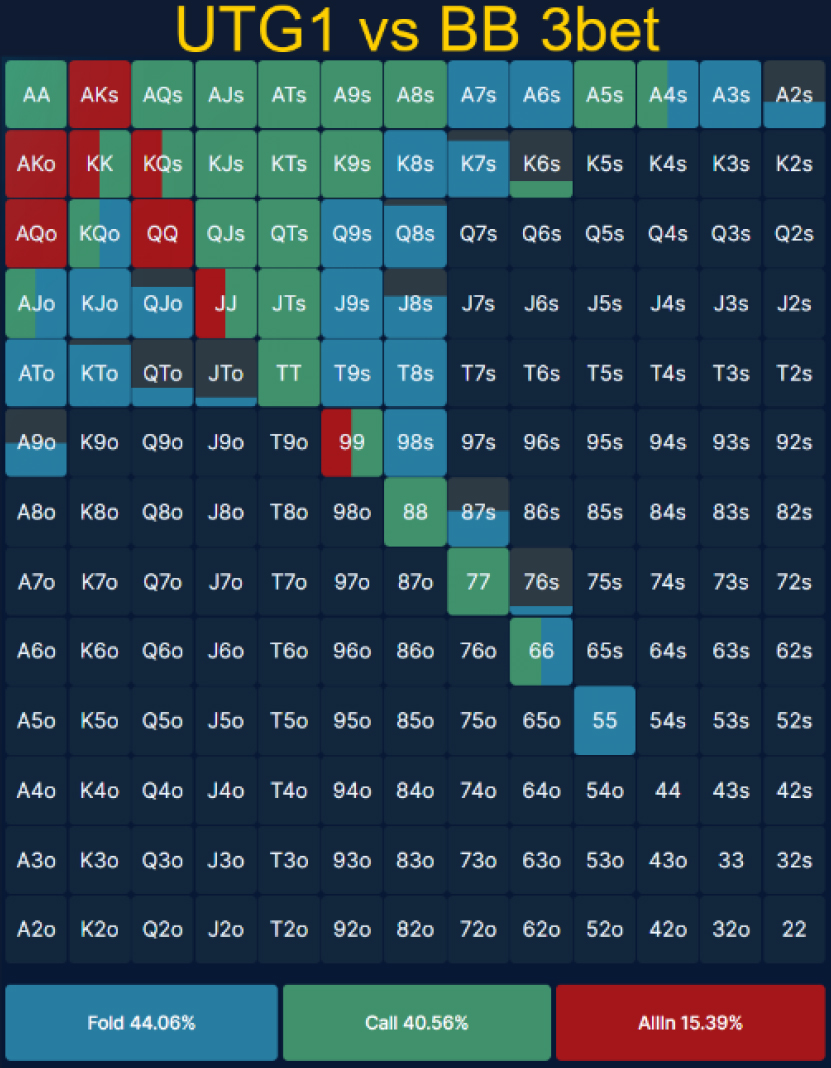 UTG1 vs BB 3bet
AA AKs AQs AJs ATs A9s A8s A7s A6s A5s A4s A3s A2s
AKo KK KQs KJs KTs K9s K8s K7s K6s K5s K4s K3s K2s
AQo KQo QQ QJs QTs Q9s Q8s Q7s Q6s Q5s Q4s Q3s Q2s
AJo KJo QJo JJ JTs J9s J8s J7s J6s J5s J4s J3s J2s
ATo KTo QTo JTo TT T9s T8s T7s T6s T5s T4s T3s T2s
A9o K9o Q9o J9o T9o 99 98s 97s 96s 95s 94s 93s 92s
A8o K8o Q8o J8o T8o 98o 88 87s 86s 85s 84s 83s 82s
A7o K7o Q7o J7o T7o 97o 87o 77 76s 75s 74s 73s 72s
A6o K6o Q6o J6o T6o 96o 86o 76o 66 65s 64s 63s 62s
A5o K5o Q5o J5o T5o 95o 85o 75o 65o 55 54s 53s 52s
A4o K4o Q4o J4o T4o 94o 84o 74o 64o 54o 44 43s 42s
A3o K3o Q3o J3o T3o 93o 83o 73o 63o 53o 43o 33 32s
A2o K2o Q2o J2o T2o 92o 82o 72o 62o 52o 42o 32o 22
Fold 44.06% Call 40.56% AllIn 15.39%